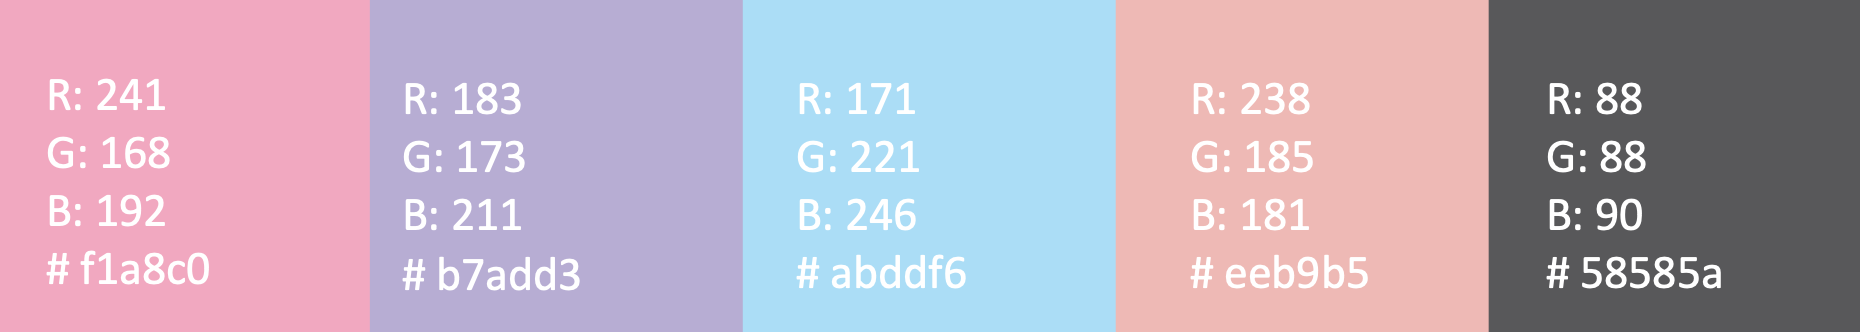 R: 241
G: 168
B: 192
# f1a8c0
R: 183
G: 173
B: 211
# b7add3
R: 171
G: 221
B: 246
# abddf6
R: 238
G: 185
B: 181
# eeb9b5
R: 88
G: 88
B: 90
# 58585a